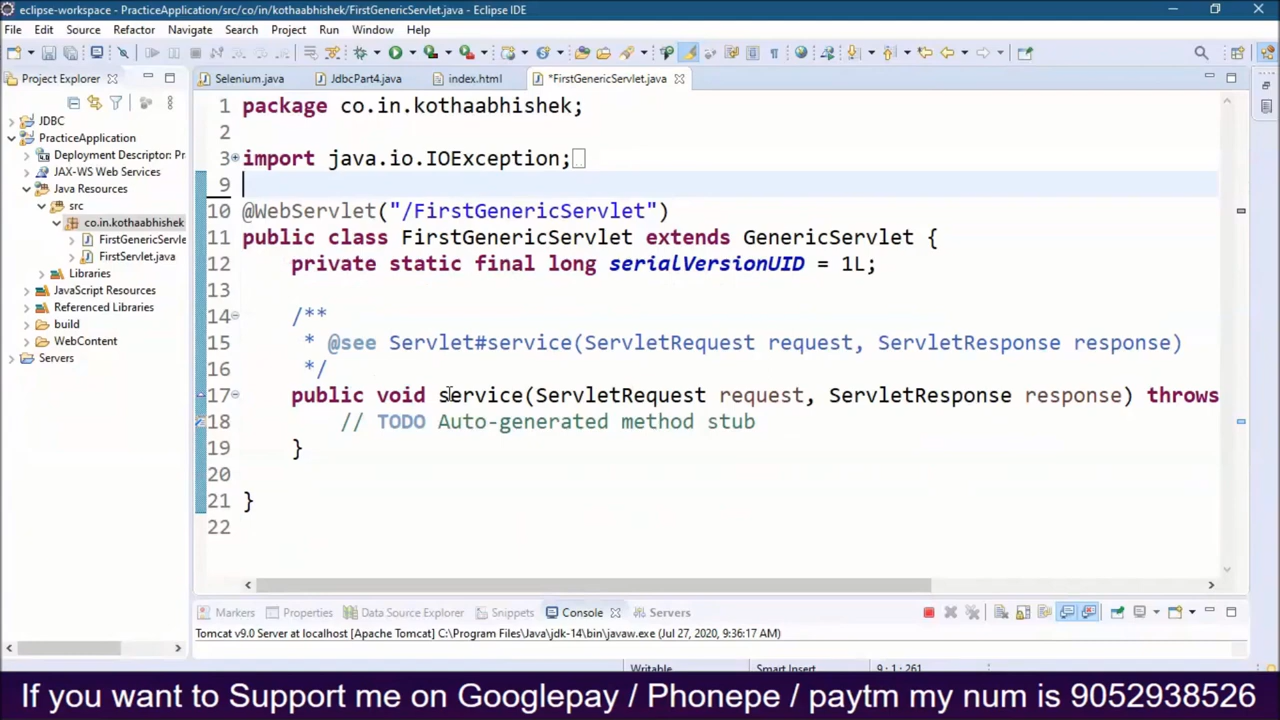 eclipse-workspace - PracticeApplication/src/co/in/kothaabhishek/FirstGenericServlet.java - Eclipse IDE
File Edit Source Refactor Navigate Search Project Run Window Help
Project Explorer
Selenium.java JdbcPart4.java index.html *FirstGenericServlet.java
JDBC
PracticeApplication
Deployment Descriptor: Pr
JAX-WS Web Services
Java Resources
src
co.in.kothaabhishek
FirstGenericServle
FirstServlet.java
Libraries
JavaScript Resources
Referenced Libraries
build
WebContent
Servers
1 package co.in.kothaabhishek;
2
3 import java.io.IOException;
9
10 @WebServlet("/FirstGenericServlet")
11 public class FirstGenericServlet extends GenericServlet {
12 private static final long serialVersionUID = 1L;
13
14 /**
15 * @see Servlet#service(ServletRequest request, ServletResponse response)
16 */
17 public void service(ServletRequest request, ServletResponse response) throws
18 // TODO Auto-generated method stub
19 }
20
21 }
22
Markers Properties Data Source Explorer Snippets Console Servers
Tomcat v9.0 Server at localhost [Apache Tomcat] C:\Program Files\Java\jdk-14\bin\javaw.exe (Jul 27, 2020, 9:36:17 AM)
Writable Smart Insert 9 : 1 : 261
If you want to Support me on Googlepay / Phonepe / paytm my num is 9052938526